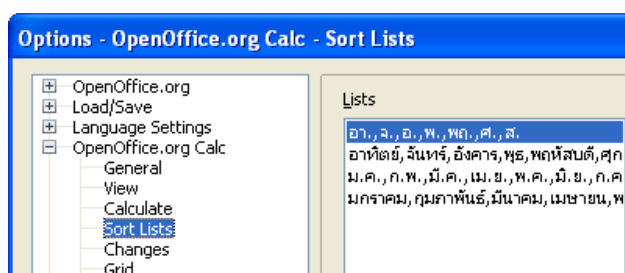 Options - OpenOffice.org Calc - Sort Lists
OpenOffice.org
Load/Save
Language Settings
OpenOffice.org Calc
General
View
Calculate
Sort Lists
Changes
Grid
Lists
อา.,จ.,อ.,พ.,พฤ.,ศ.,ส.
อาทิตย์,จันทร์,อังคาร,พุธ,พฤหัสบดี,ศุก
ม.ค.,ก.พ.,มี.ค.,เม.ย.,พ.ค.,มิ.ย.,ก.ค
มกราคม,กุมภาพันธ์,มีนาคม,เมษายน,พ